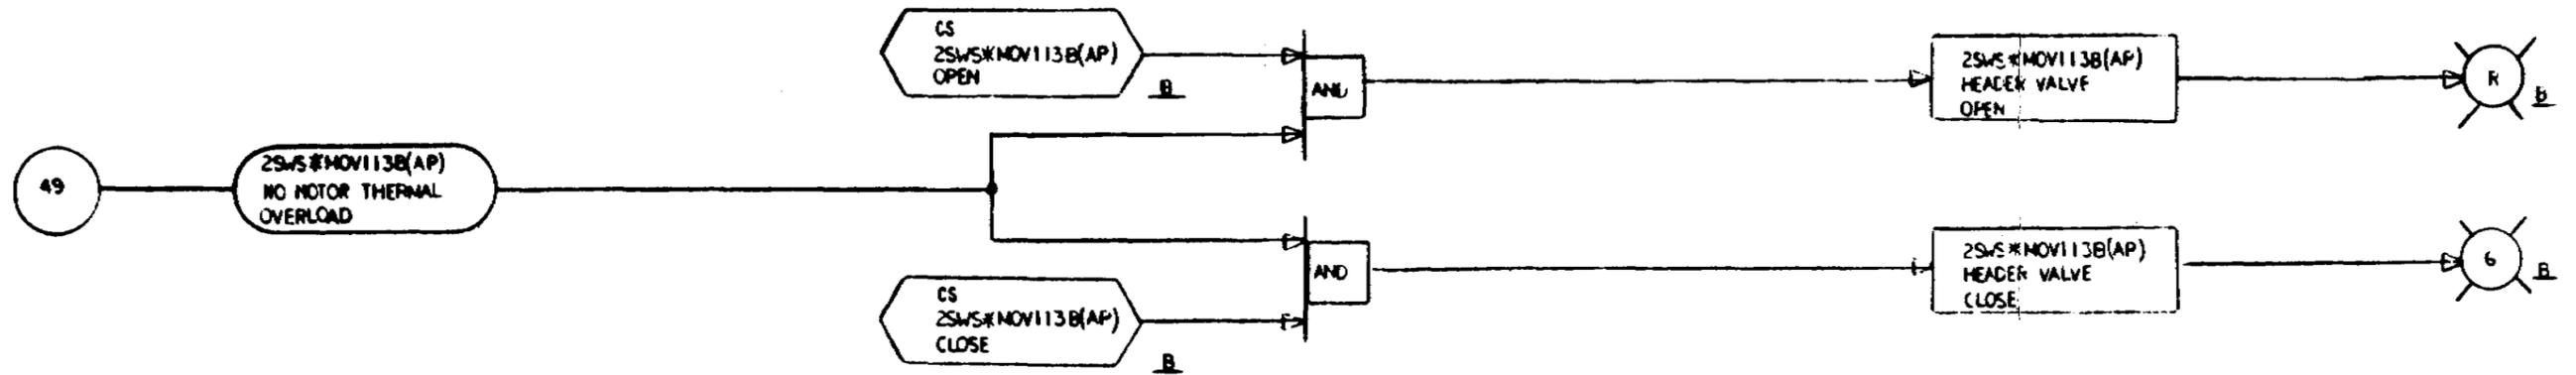 CS
2SWS*MOV113B(AP)
OPEN
B
AND
2SWS*MOV113B(AP)
HEADER VALVE
OPEN
R
B
49
2SWS*MOV113B(AP)
NO MOTOR THERMAL
OVERLOAD
AND
2SWS*MOV113B(AP)
HEADER VALVE
CLOSE
G
B
CS
2SWS*MOV113B(AP)
CLOSE
B